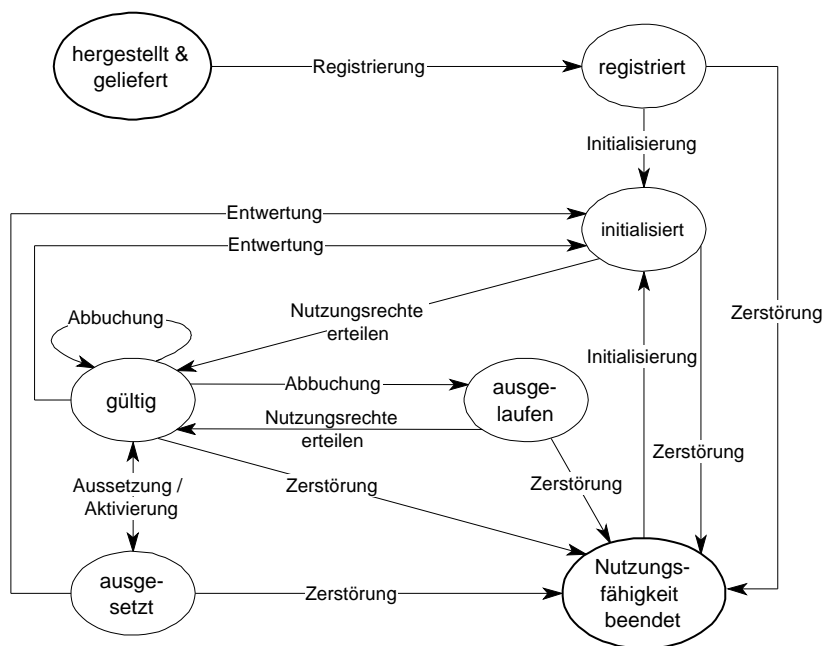 hergestellt &
geliefert
Registrierung
registriert
Initialisierung
Entwertung
initialisiert
Entwertung
Nutzungsrechte
erteilen
Zerstörung
Abbuchung
Initialisierung
gültig
Abbuchung
ausge-
laufen
Nutzungsrechte
erteilen
Zerstörung
Aussetzung /
Aktivierung
Zerstörung
Zerstörung
ausge-
setzt
Zerstörung
Nutzungs-
fähigkeit
beendet